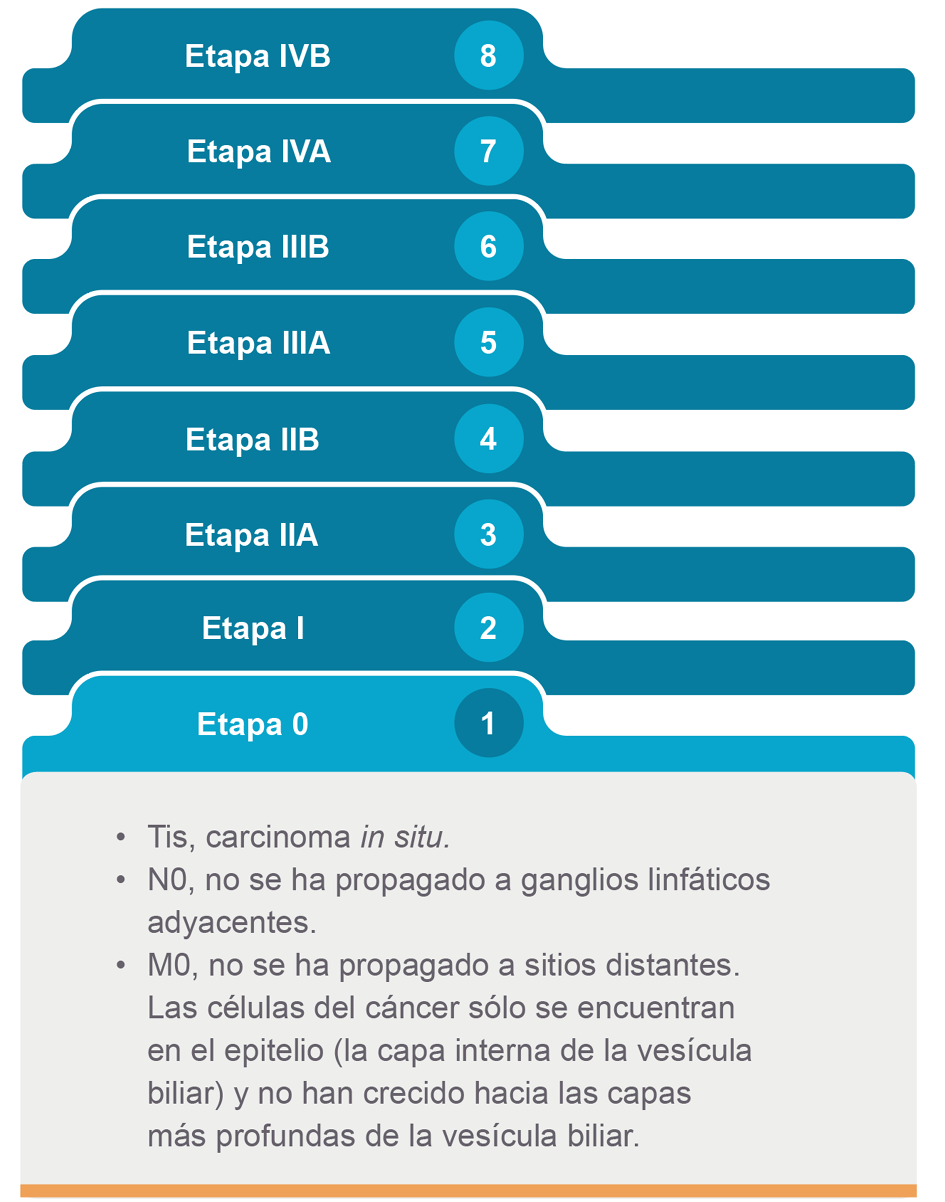 Etapa IVB 8
Etapa IVA 7
Etapa IIIB 6
Etapa IIIA 5
Etapa IIB 4
Etapa IIA 3
Etapa I 2
Etapa 0 1
• Tis, carcinoma in situ.
• N0, no se ha propagado a ganglios linfáticos
adyacentes.
• M0, no se ha propagado a sitios distantes.
Las células del cáncer sólo se encuentran
en el epitelio (la capa interna de la vesícula
biliar) y no han crecido hacia las capas
más profundas de la vesícula biliar.